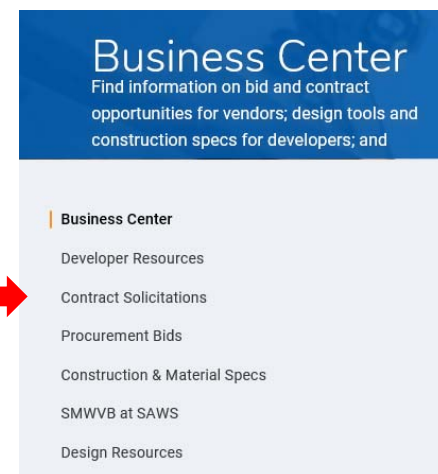 Business Center
Find information on bid and contract
opportunities for vendors; design tools and
construction specs for developers; and
Business Center
Developer Resources
Contract Solicitations
Procurement Bids
Construction & Material Specs
SMWVB at SAWS
Design Resources